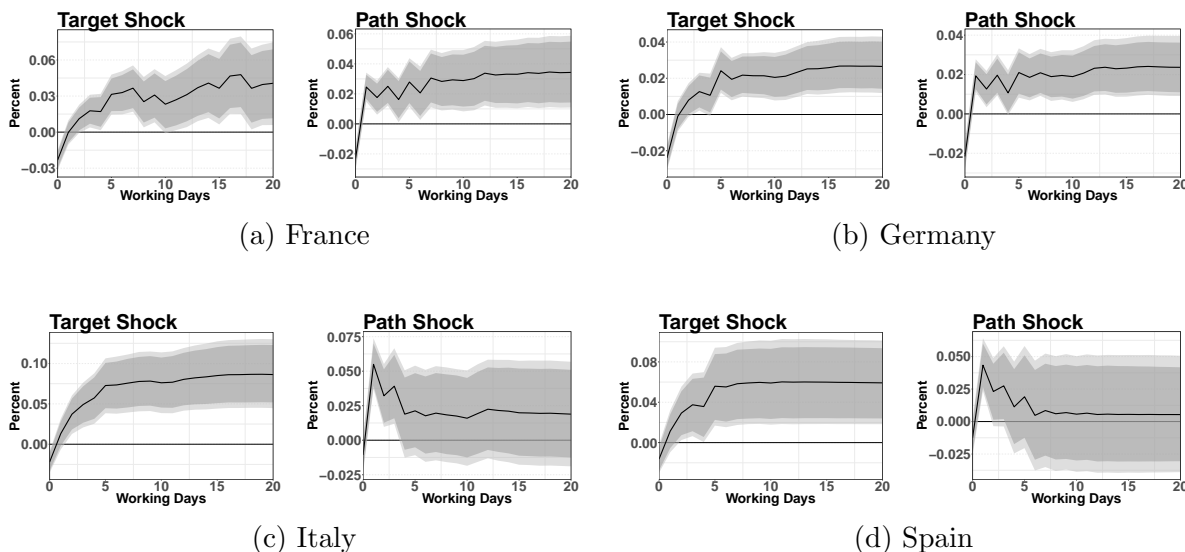 Target Shock
Percent
0.06
0.03
0.00
−0.03
0 5 10 15 20
Working Days
Path Shock
Percent
0.06
0.04
0.02
0.00
−0.02
0 5 10 15 20
Working Days
(a) France
Target Shock
Percent
0.04
0.02
0.00
−0.02
0 5 10 15 20
Working Days
Path Shock
Percent
0.04
0.02
0.00
−0.02
0 5 10 15 20
Working Days
(b) Germany
Target Shock
Percent
0.10
0.05
0.00
0 5 10 15 20
Working Days
Path Shock
Percent
0.075
0.050
0.025
0.000
−0.025
0 5 10 15 20
Working Days
(c) Italy
Target Shock
Percent
0.08
0.04
0.00
0 5 10 15 20
Working Days
Path Shock
Percent
0.050
0.025
0.000
−0.025
0 5 10 15 20
Working Days
(d) Spain